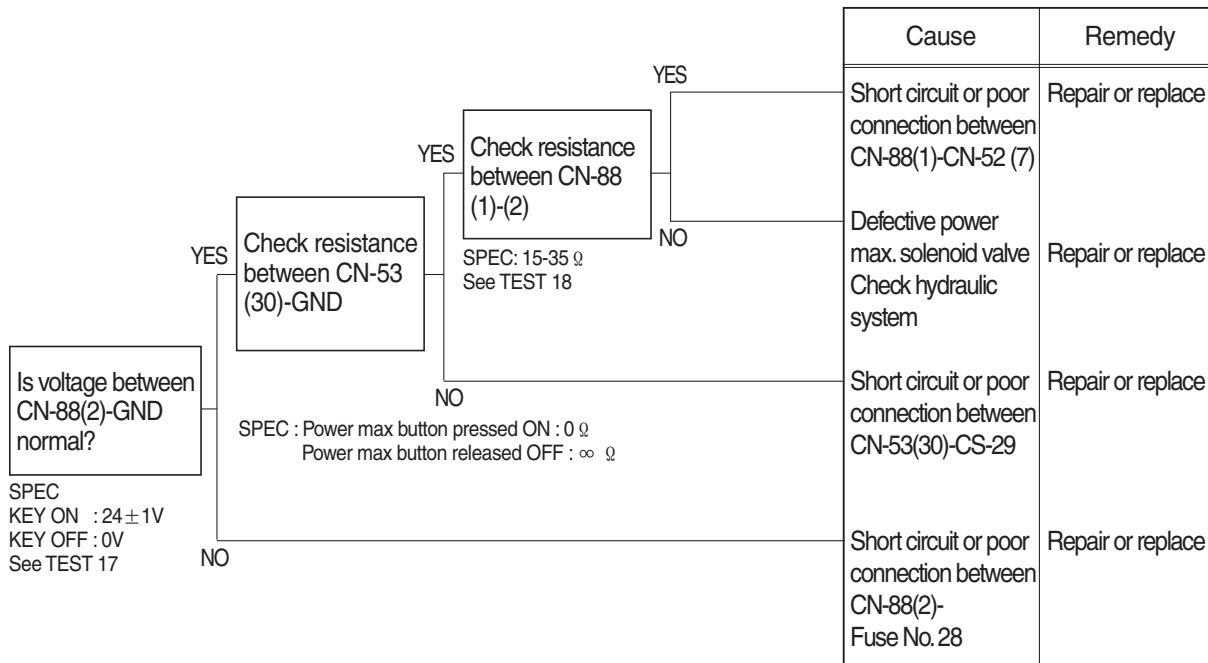 Cause Remedy
YES
Short circuit or poor Repair or replace
connection between
CN-88(1)-CN-52 (7)
YES
Check resistance
between CN-88
(1)-(2)
NO
SPEC: 15-35 Ω
See TEST 18
Defective power
max. solenoid valve Repair or replace
Check hydraulic
system
YES
Check resistance
between CN-53
(30)-GND
NO
SPEC : Power max button pressed ON : 0 Ω
Power max button released OFF : ∞ Ω
Short circuit or poor Repair or replace
connection between
CN-53(30)-CS-29
Is voltage between
CN-88(2)-GND
normal?
SPEC
KEY ON : 24±1V
KEY OFF : 0V
See TEST 17
NO
Short circuit or poor Repair or replace
connection between
CN-88(2)-
Fuse No. 28